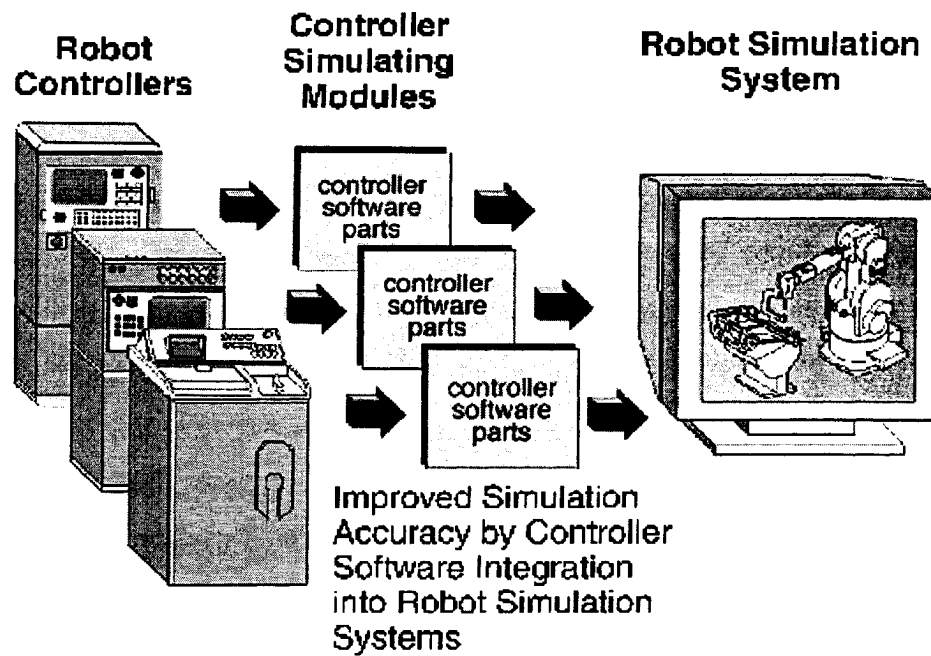 Robot
Controllers
Controller
Simulating
Modules
Robot Simulation
System
controller
software
parts
controller
software
parts
controller
software
parts
Improved Simulation
Accuracy by Controller
Software Integration
into Robot Simulation
Systems